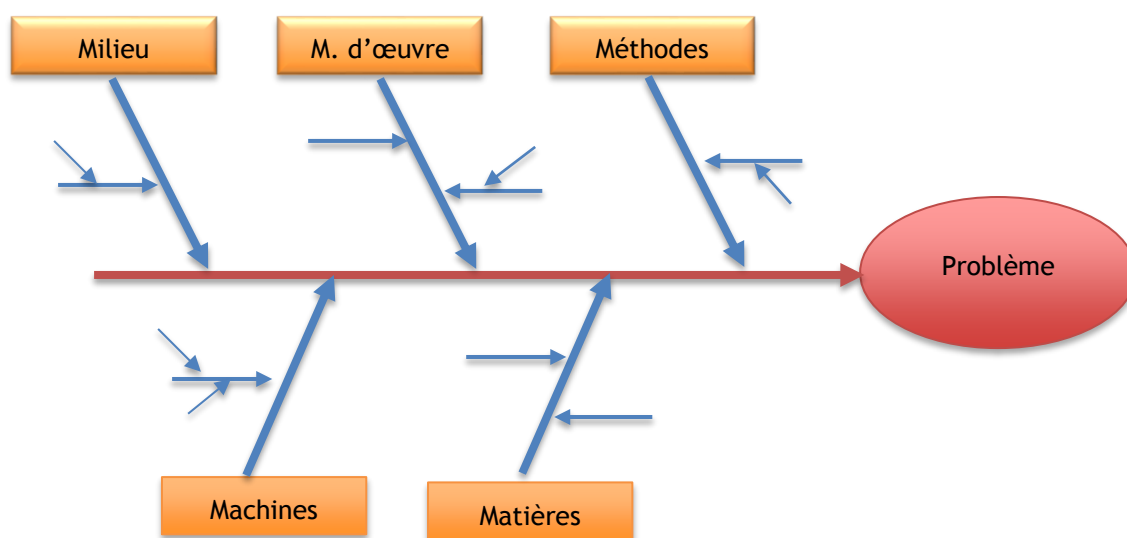 Milieu
M. d’œuvre
Méthodes
Problème
Machines
Matières